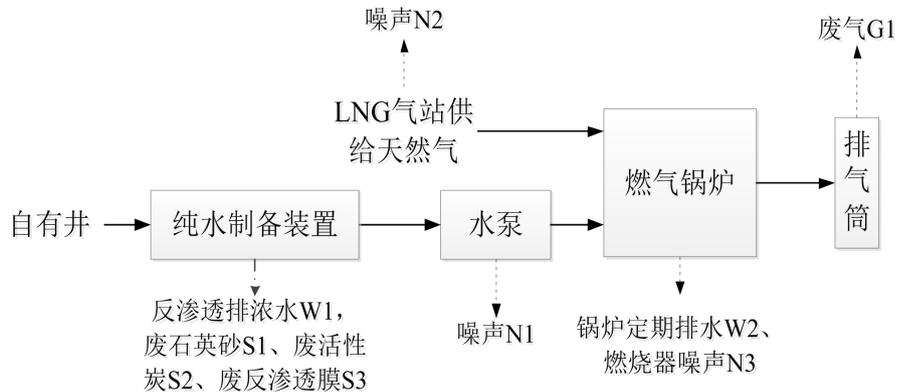 噪声N2
废气G1
LNG气站供
给天然气
燃气锅炉
排
气
筒
自有井
纯水制备装置
水泵
反渗透排浓水W1，
废石英砂S1、废活性
炭S2、废反渗透膜S3
噪声N1
锅炉定期排水W2、
燃烧器噪声N3